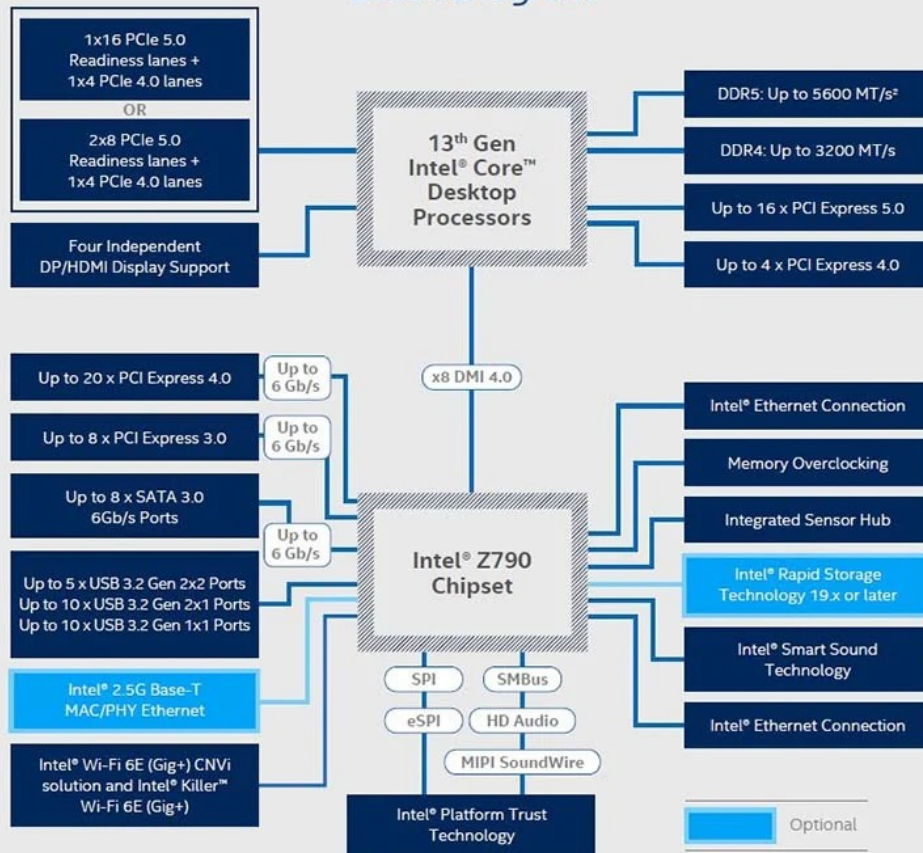 1x16 PCIe 5.0
Readiness lanes +
1x4 PCIe 4.0 lanes
OR
2x8 PCIe 5.0
Readiness lanes +
1x4 PCIe 4.0 lanes
Four Independent
DP/HDMI Display Support
13th Gen
Intel® Core™
Desktop
Processors
DDR5: Up to 5600 MT/s²
DDR4: Up to 3200 MT/s
Up to 16 x PCI Express 5.0
Up to 4 x PCI Express 4.0
x8 DMI 4.0
Up to 20 x PCI Express 4.0
Up to
6 Gb/s
Up to 8 x PCI Express 3.0
Up to
6 Gb/s
Up to 8 x SATA 3.0
6Gb/s Ports
Up to
6 Gb/s
Up to 5 x USB 3.2 Gen 2x2 Ports
Up to 10 x USB 3.2 Gen 2x1 Ports
Up to 10 x USB 3.2 Gen 1x1 Ports
Intel® 2.5G Base-T
MAC/PHY Ethernet
Intel® Wi-Fi 6E (Gig+) CNVi
solution and Intel® Killer™
Wi-Fi 6E (Gig+)
Intel® Z790
Chipset
Intel® Ethernet Connection
Memory Overclocking
Integrated Sensor Hub
Intel® Rapid Storage
Technology 19.x or later
Intel® Smart Sound
Technology
Intel® Ethernet Connection
SPI
eSPI
SMBus
HD Audio
MIPI SoundWire
Intel® Platform Trust
Technology
Optional